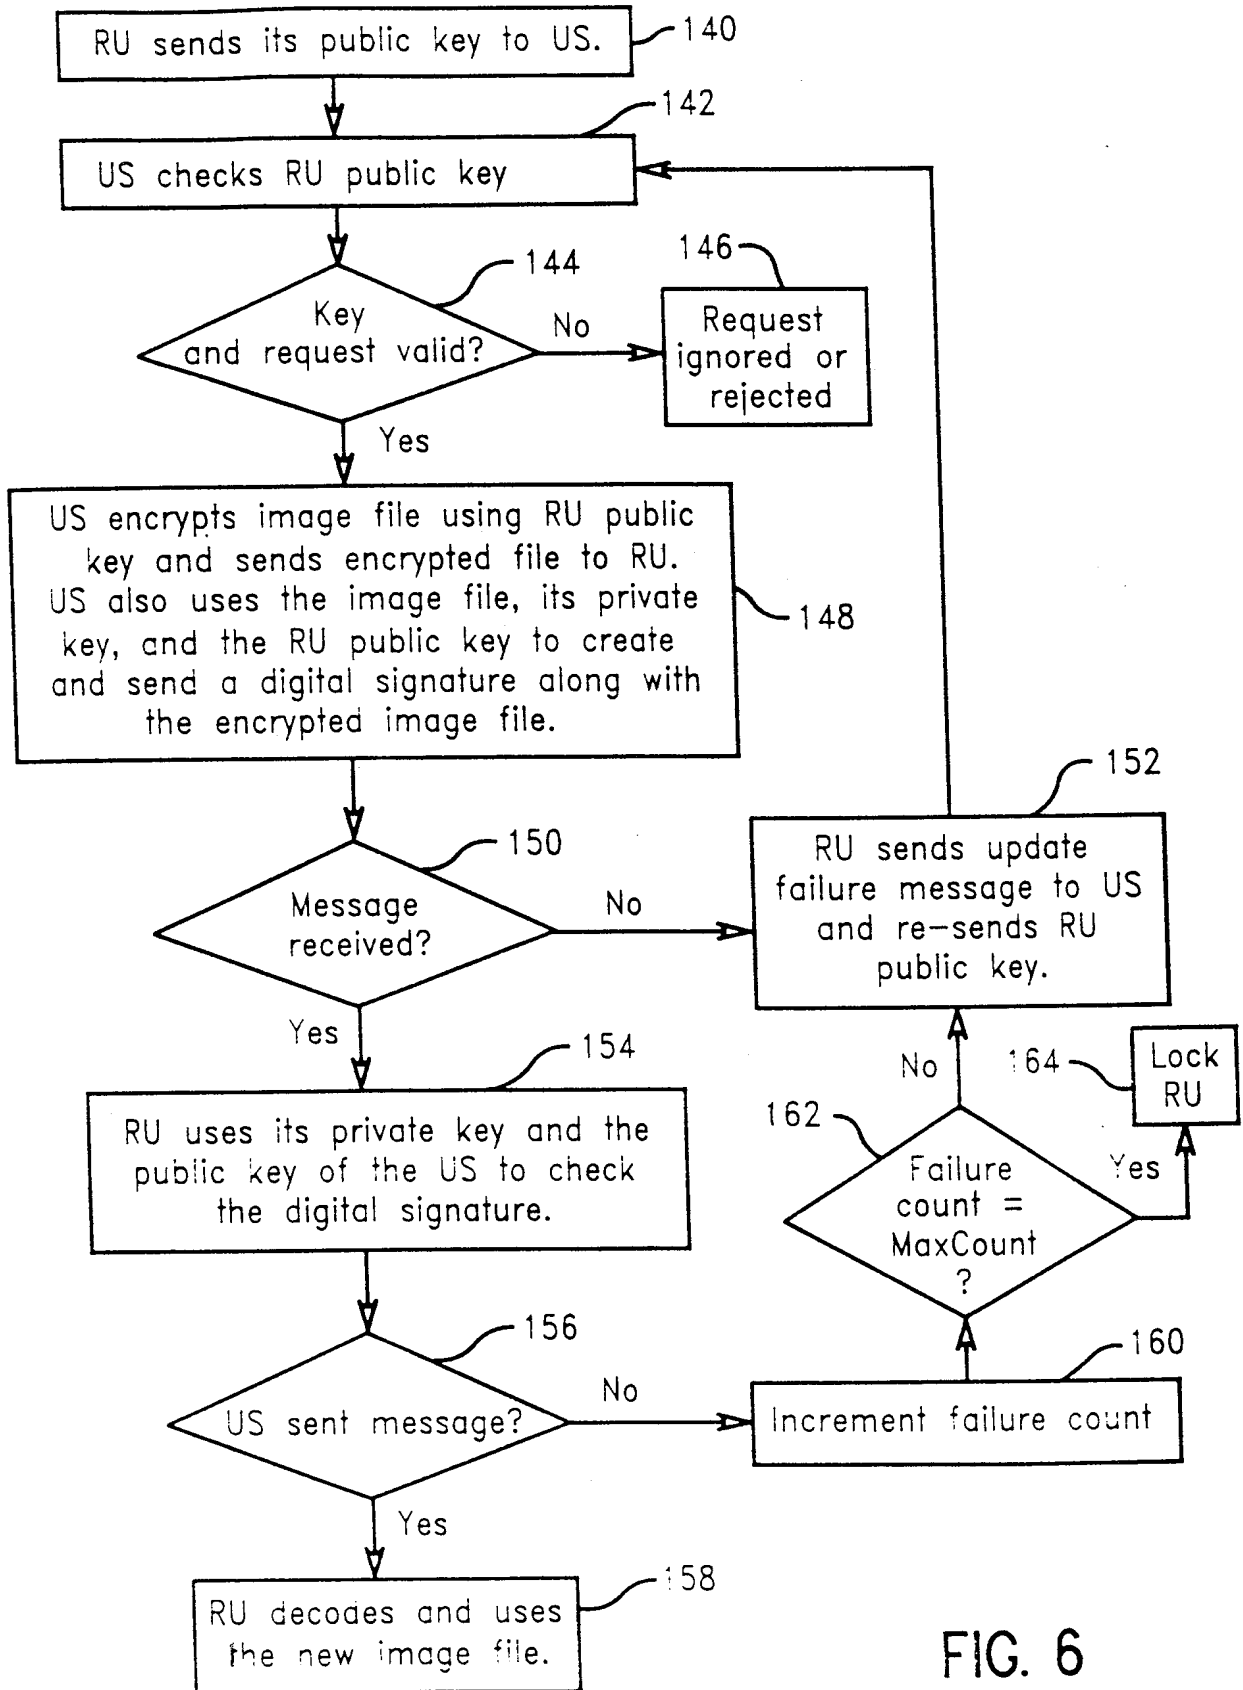 RU sends its public key to US.
140
142
US checks RU public key
144
Key
and request valid?
No
146
Request
ignored or
rejected
Yes
US encrypts image file using RU public
key and sends encrypted file to RU.
US also uses the image file, its private
key, and the RU public key to create
and send a digital signature along with
the encrypted image file.
148
150
Message
received?
No
152
RU sends update
failure message to US
and re-sends RU
public key.
Yes
154
RU uses its private key and the
public key of the US to check
the digital signature.
No
164
Lock
RU
162
Failure
count =
MaxCount
?
Yes
156
US sent message?
No
160
Increment failure count
Yes
158
RU decodes and uses
the new image file.
FIG. 6